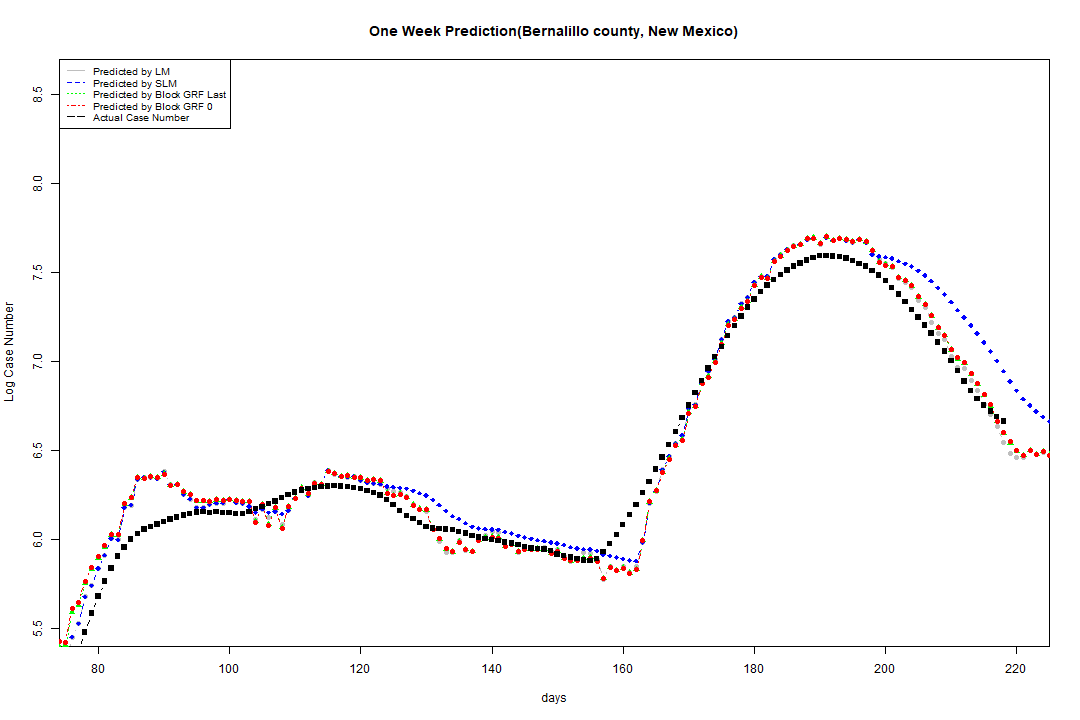 One Week Prediction(Bernalillo county, New Mexico)
Predicted by LM
Predicted by SLM
Predicted by Block GRF Last
Predicted by Block GRF 0
Actual Case Number
8.5
8.0
7.5
7.0
6.5
6.0
5.5
Log Case Number
80 100 120 140 160 180 200 220
days